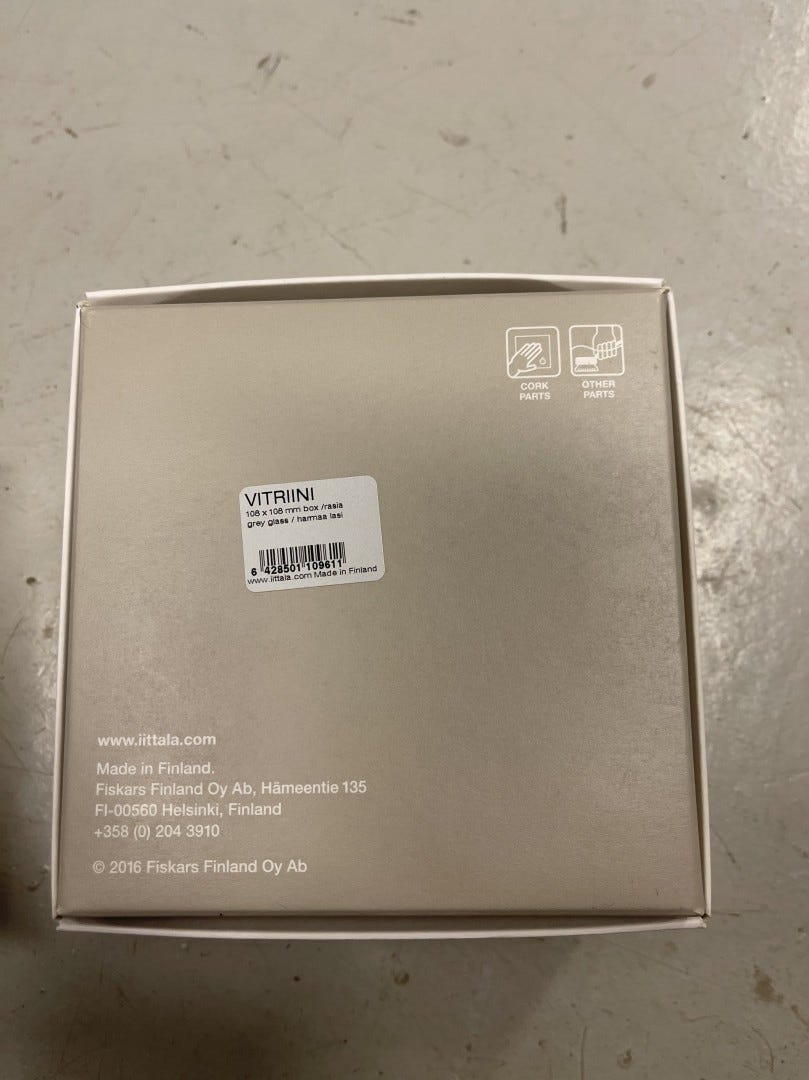 CORK
PARTS
OTHER
PARTS
VITRIINI
108 x 108 mm box /rasia
grey glass / harmaa lasi
6 428501 109611
www.iittala.com Made in Finland
www.iittala.com
Made in Finland.
Fiskars Finland Oy Ab, Hämeentie 135
FI-00560 Helsinki, Finland
+358 (0) 204 3910
© 2016 Fiskars Finland Oy Ab